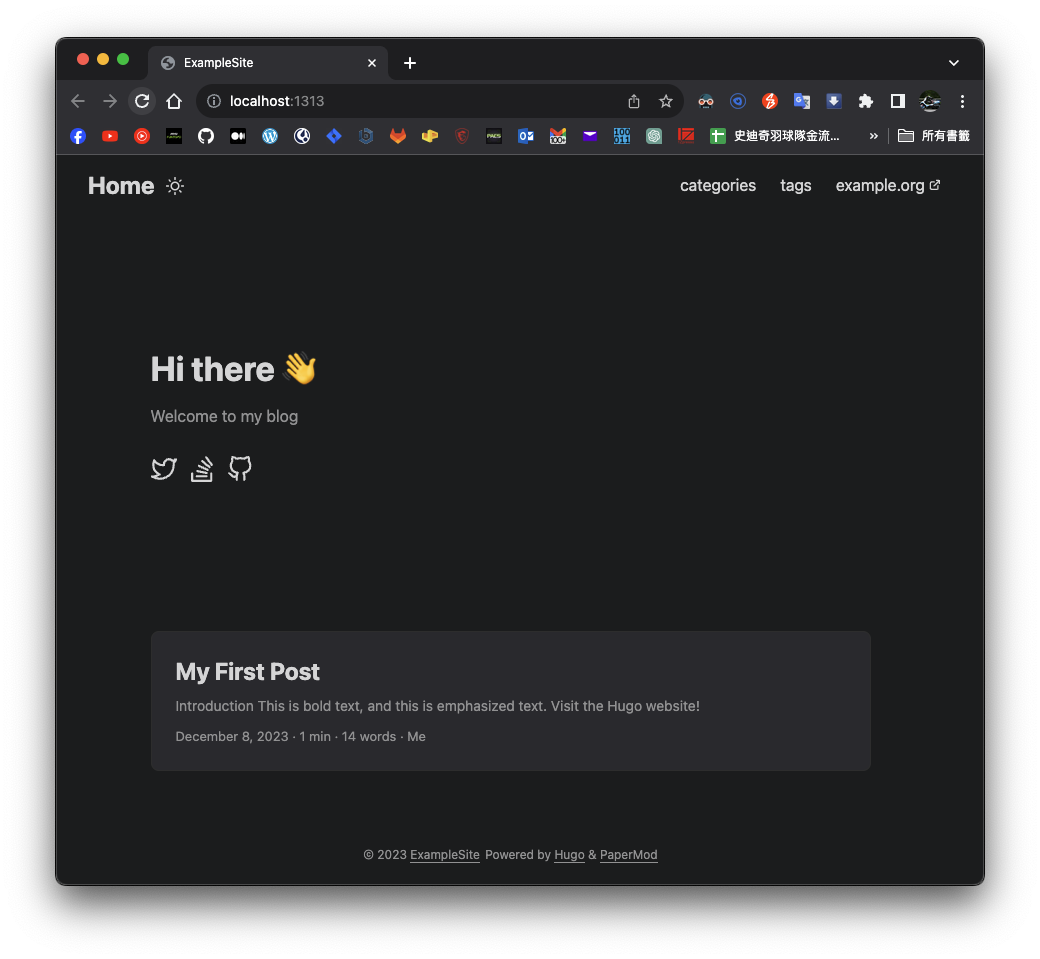 ExampleSite
localhost:1313
史迪奇羽球隊金流...
所有書籤
Home
categories tags example.org
Hi there 👋
Welcome to my blog
My First Post
Introduction This is bold text, and this is emphasized text. Visit the Hugo website!
December 8, 2023 · 1 min · 14 words · Me
© 2023 ExampleSite Powered by Hugo & PaperMod